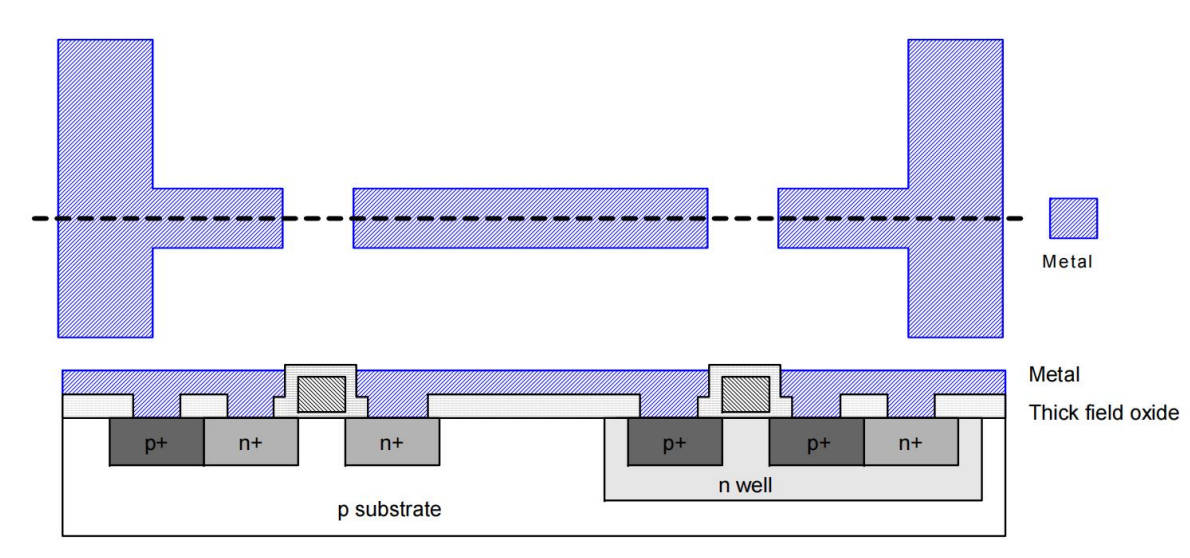 Metal
Metal
Thick field oxide
p+ n+ n+ p+ p+ n+
n well
p substrate